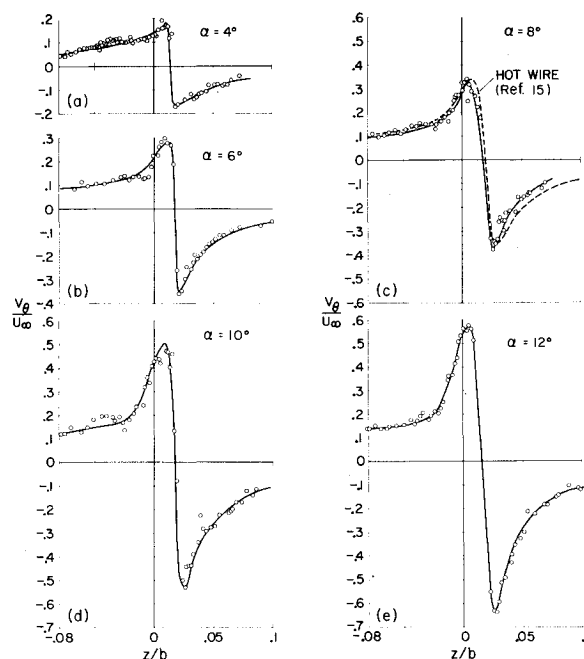 .2
.1
0
-.1
-.2
α = 4°
(a)
.3
.2
.1
0
-.1
-.2
-.3
-.4
α = 6°
(b)
Vθ
U∞
.5
.4
.3
.2
.1
0
-.1
-.2
-.3
-.4
-.5
-.6
-.7
α = 10°
(d)
-0.08 0 .05 .1
z/b
.5
.4
.3
.2
.1
0
-.1
-.2
-.3
-.4
-.5
α = 8°
HOT WIRE
(Ref. 15)
(c)
Vθ
U∞
.6
.5
.4
.3
.2
.1
0
-.1
-.2
-.3
-.4
-.5
-.6
-.7
α = 12°
(e)
-.08 0 .05 .1
z/b